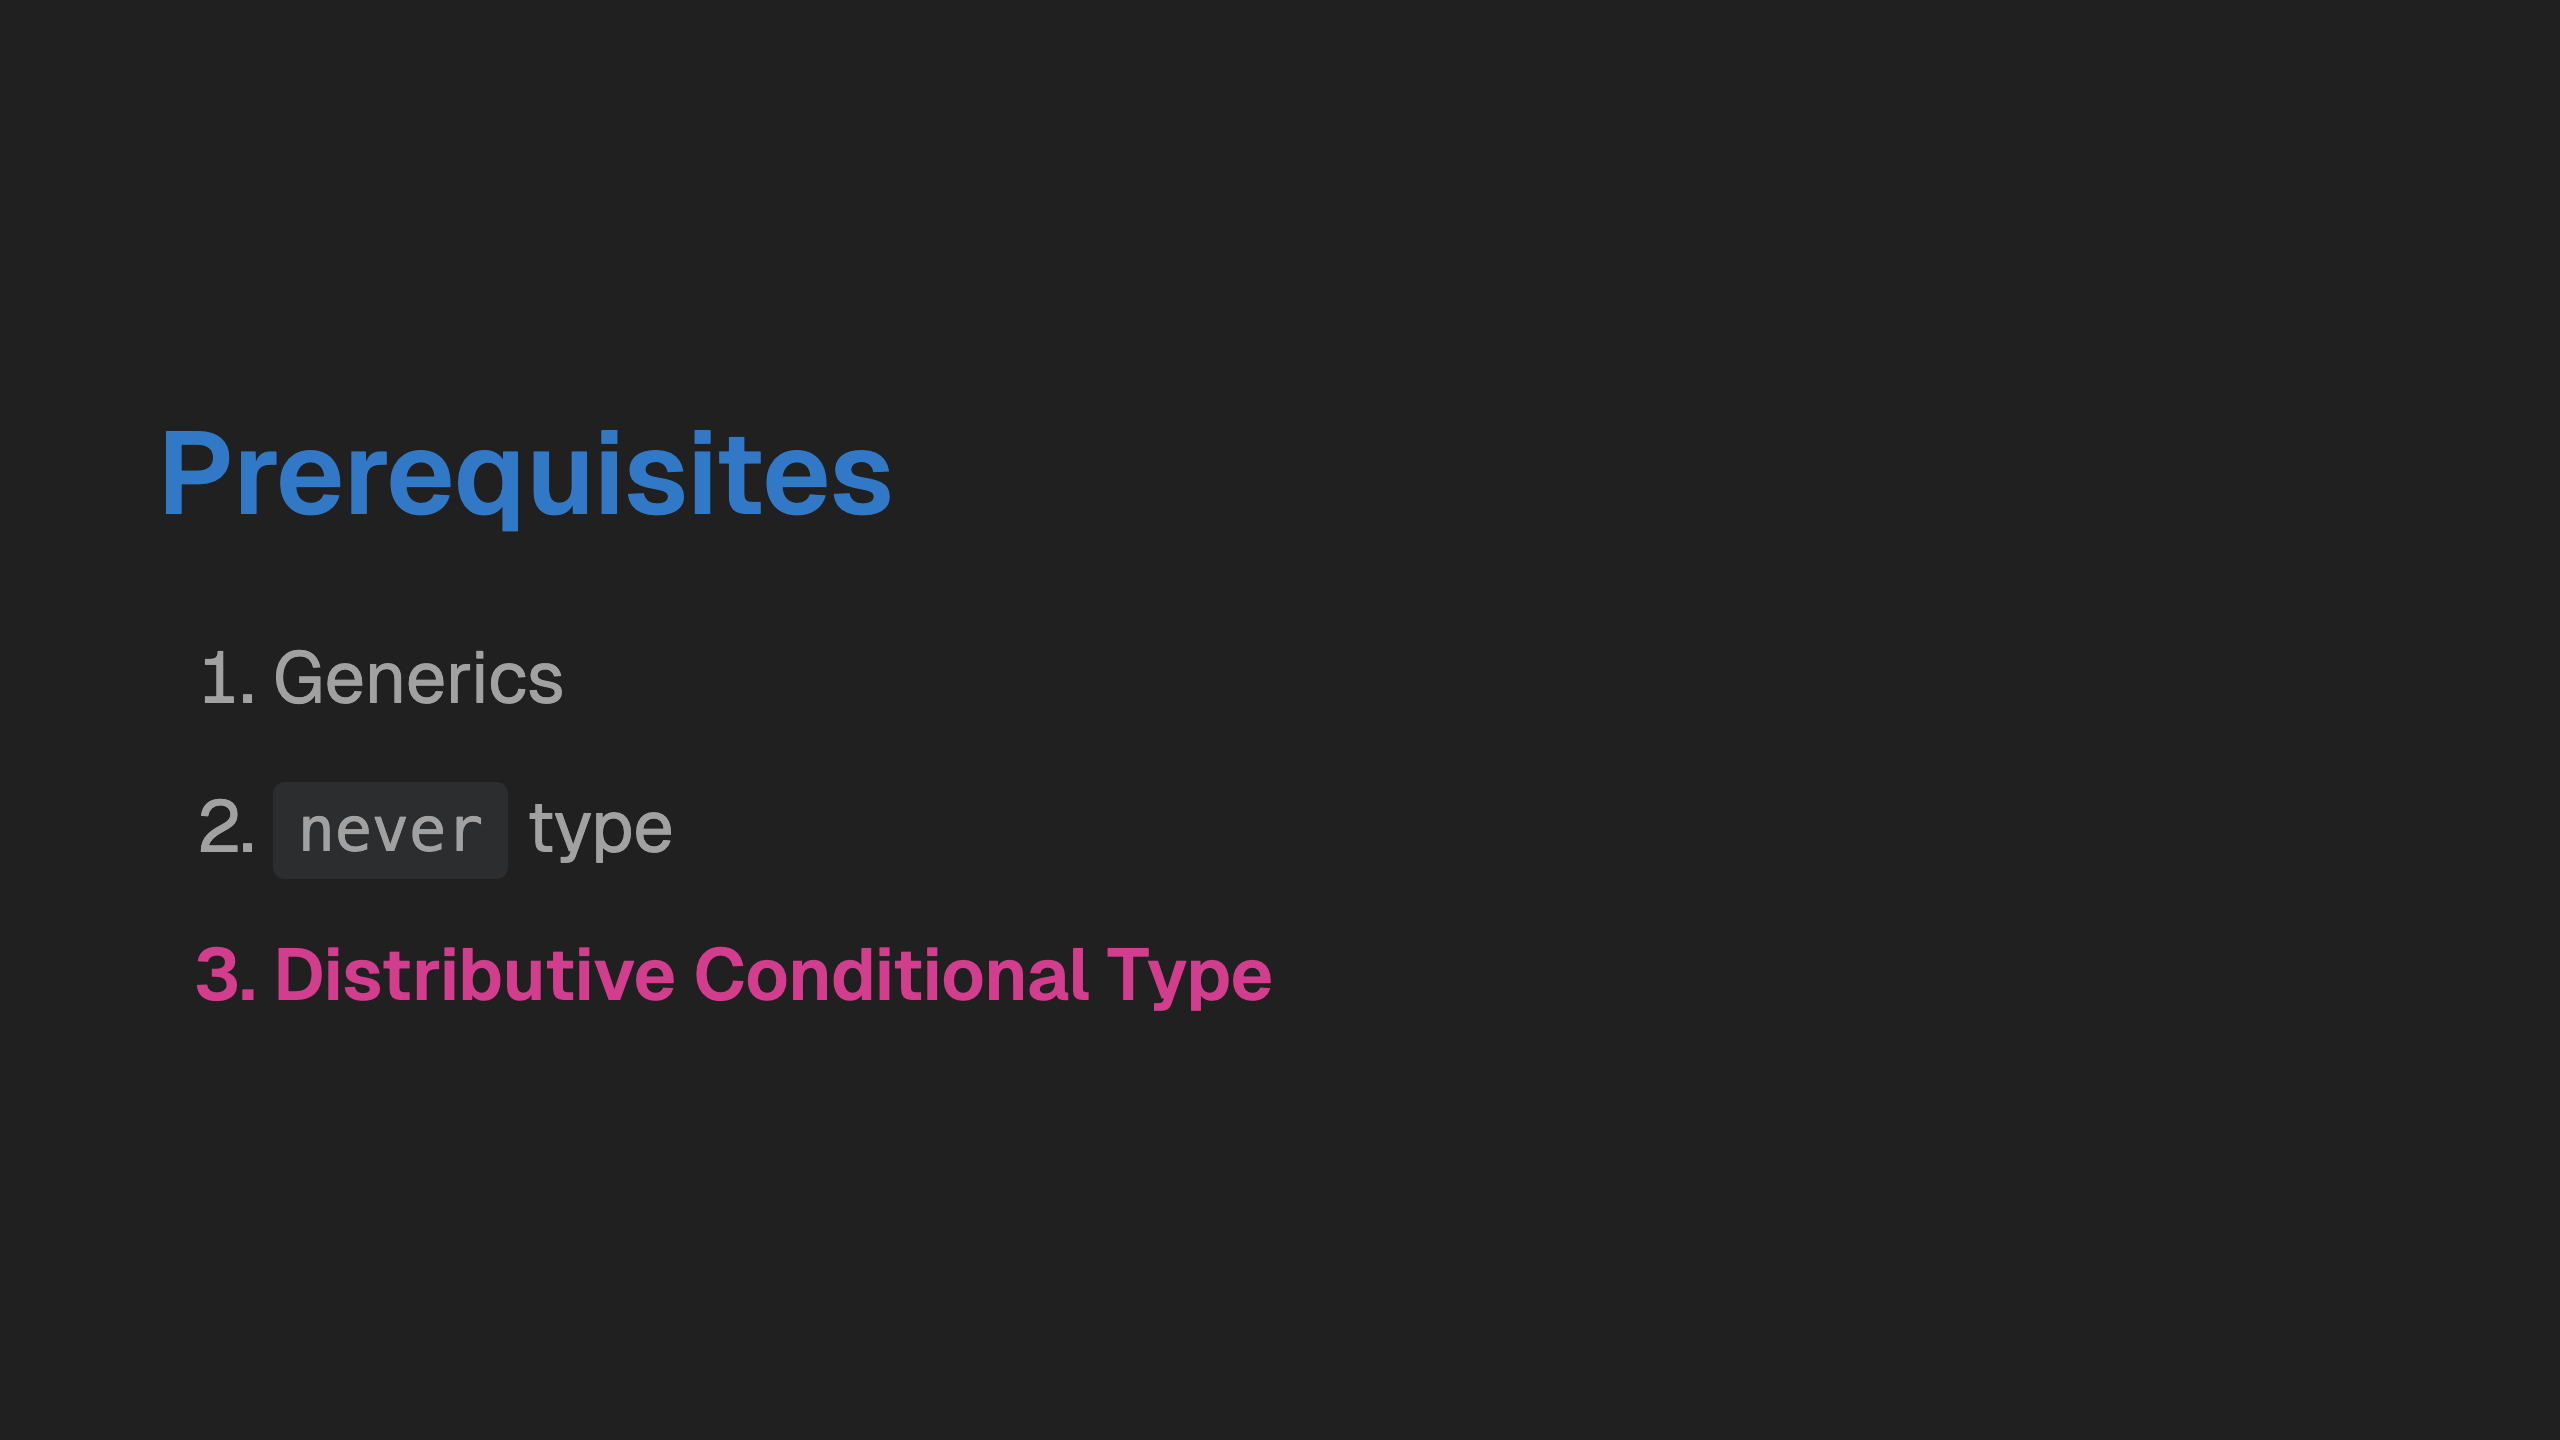 Prerequisites
1. Generics
2. never type
3. Distributive Conditional Type